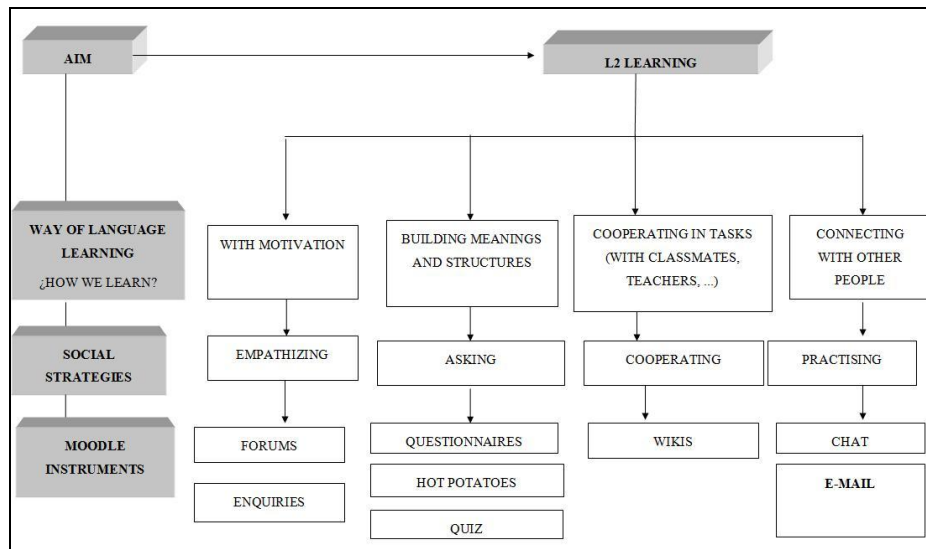 AIM
L2 LEARNING
WAY OF LANGUAGE
LEARNING
¿HOW WE LEARN?
WITH MOTIVATION
BUILDING MEANINGS
AND STRUCTURES
COOPERATING IN TASKS
(WITH CLASSMATES,
TEACHERS, ...)
CONNECTING
WITH OTHER
PEOPLE
SOCIAL
STRATEGIES
EMPATHIZING
ASKING
COOPERATING
PRACTISING
MOODLE
INSTRUMENTS
FORUMS
QUESTIONNAIRES
WIKIS
CHAT
ENQUIRIES
HOT POTATOES
E-MAIL
QUIZ